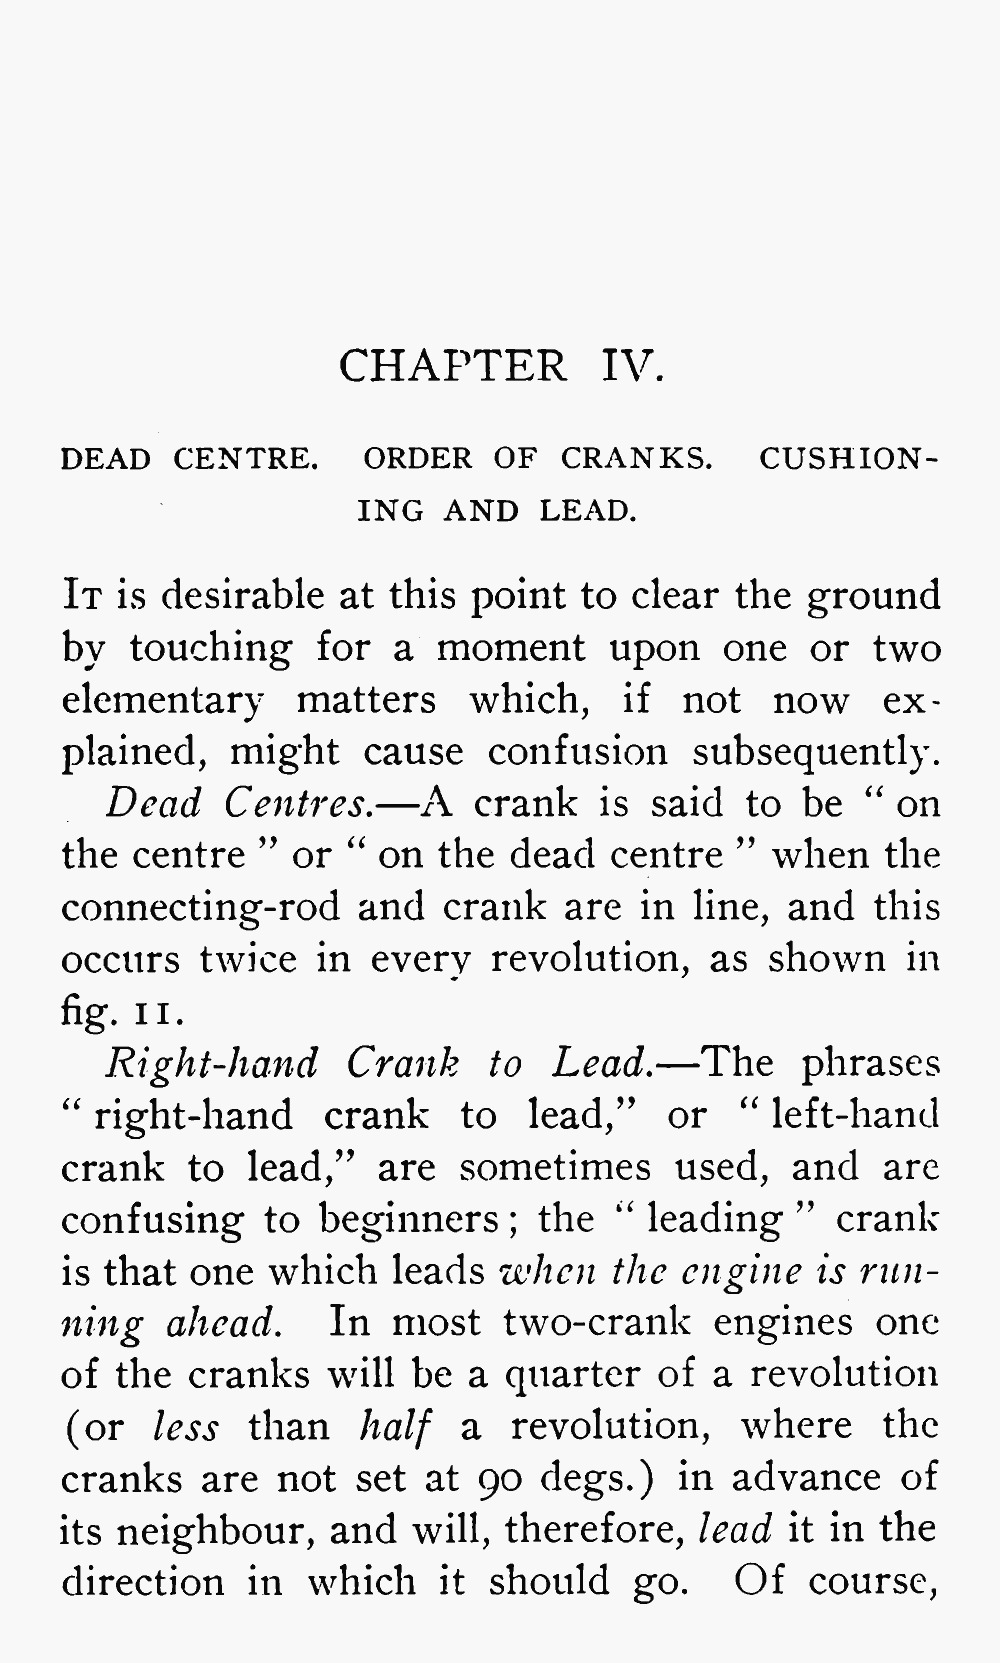 CHAPTER IV.
DEAD CENTRE. ORDER OF CRANKS. CUSHION-
ING AND LEAD.
IT is desirable at this point to clear the ground
by touching for a moment upon one or two
elementary matters which, if not now ex-
plained, might cause confusion subsequently.
Dead Centres.—A crank is said to be “ on
the centre ” or “ on the dead centre ” when the
connecting-rod and crank are in line, and this
occurs twice in every revolution, as shown in
fig. 11.
Right-hand Crank to Lead.—The phrases
“ right-hand crank to lead,” or “ left-hand
crank to lead,” are sometimes used, and are
confusing to beginners ; the “ leading ” crank
is that one which leads when the engine is run-
ning ahead. In most two-crank engines one
of the cranks will be a quarter of a revolution
(or less than half a revolution, where the
cranks are not set at 90 degs.) in advance of
its neighbour, and will, therefore, lead it in the
direction in which it should go. Of course,